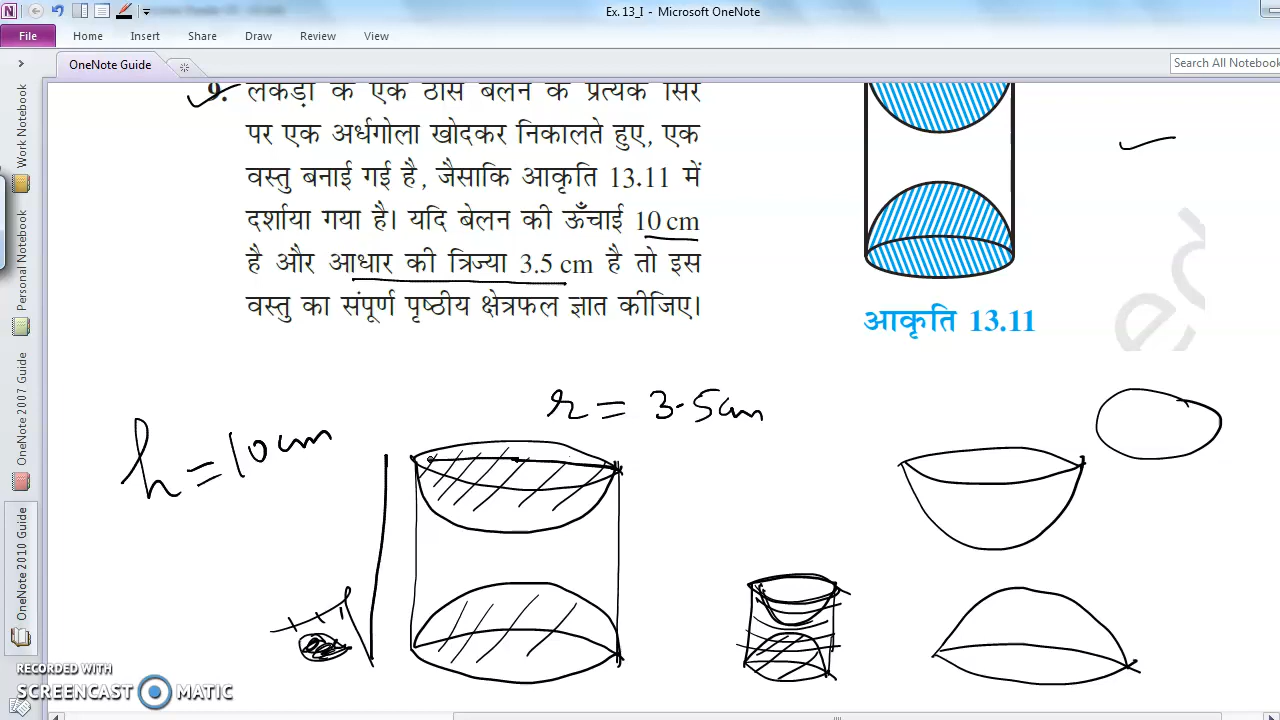 Ex. 13_I - Microsoft OneNote
File Home Insert Share Draw Review View
OneNote Guide
Search All Notebook
Work Notebook
Personal Notebook
OneNote 2007 Guide
OneNote 2010 Guide
9. लकड़ी के एक ठोस बेलन के प्रत्येक सिरे
पर एक अर्धगोला खोदकर निकालते हुए, एक
वस्तु बनाई गई है, जैसाकि आकृति 13.11 में
दर्शाया गया है। यदि बेलन की ऊँचाई 10 cm
है और आधार की त्रिज्या 3.5 cm है तो इस
वस्तु का संपूर्ण पृष्ठीय क्षेत्रफल ज्ञात कीजिए।
आकृति 13.11
r = 3.5cm
h = 10cm
RECORDED WITH
SCREENCAST MATIC